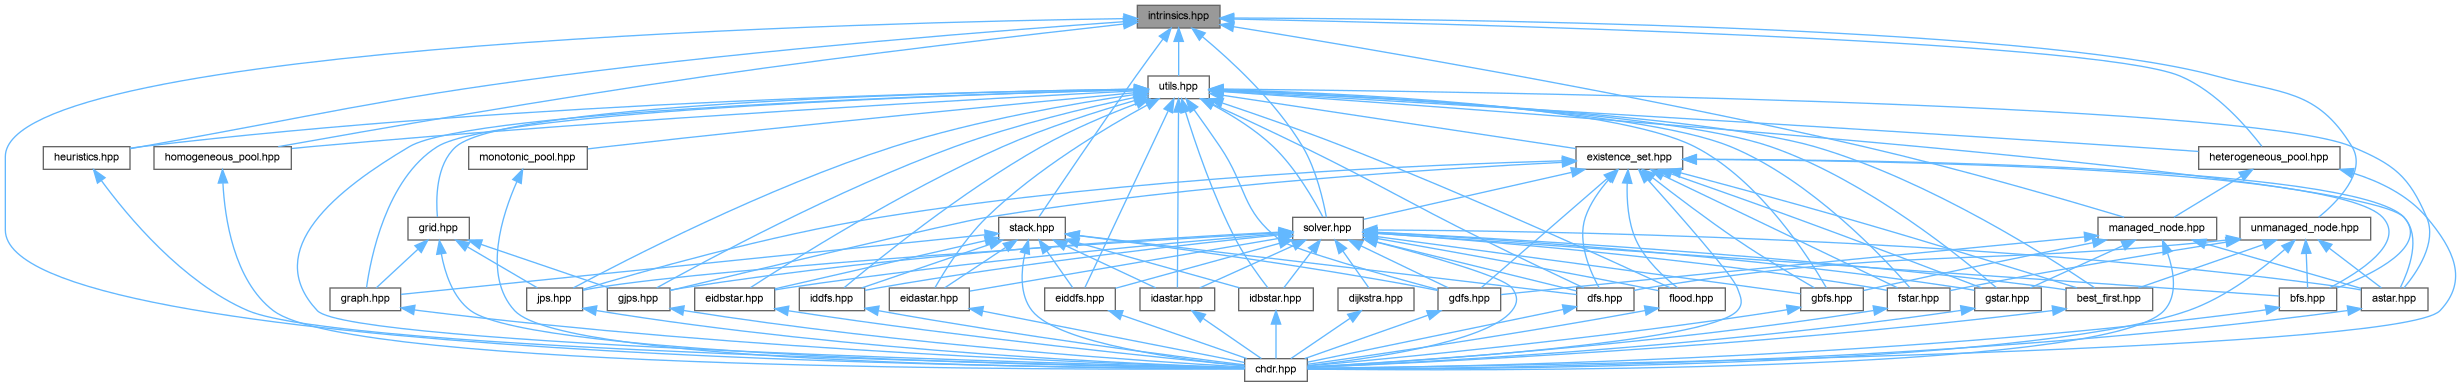 intrinsics.hpp
utils.hpp
heuristics.hpp
homogeneous_pool.hpp
monotonic_pool.hpp
existence_set.hpp
heterogeneous_pool.hpp
grid.hpp
stack.hpp
solver.hpp
managed_node.hpp
unmanaged_node.hpp
graph.hpp
jps.hpp
gjps.hpp
eidbstar.hpp
iddfs.hpp
eidastar.hpp
eiddfs.hpp
idastar.hpp
idbstar.hpp
dijkstra.hpp
gdfs.hpp
dfs.hpp
flood.hpp
gbfs.hpp
fstar.hpp
gstar.hpp
best_first.hpp
bfs.hpp
astar.hpp
chdr.hpp